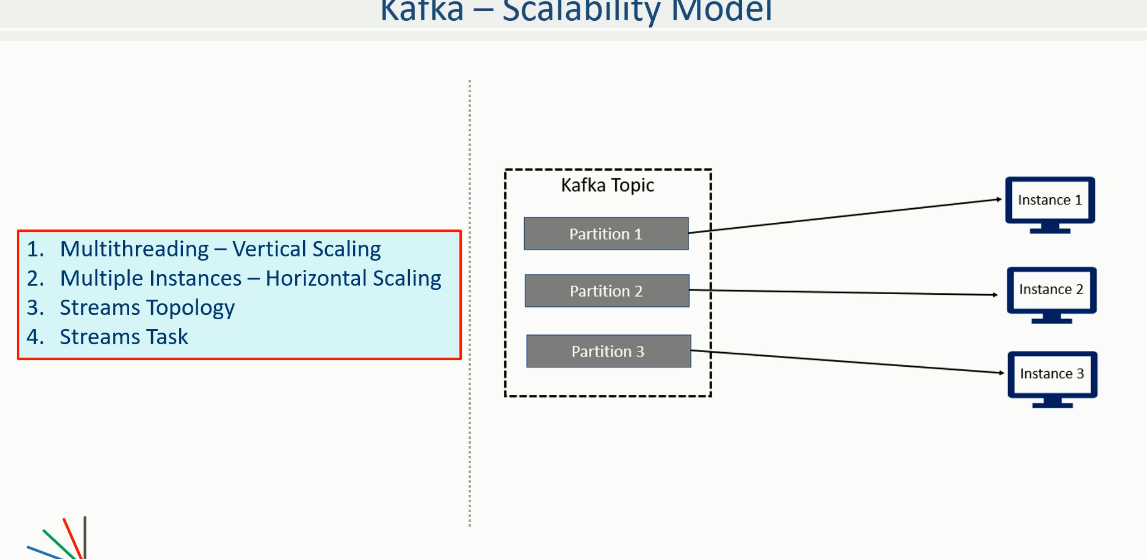 Kafka – Scalability Model
1. Multithreading – Vertical Scaling
2. Multiple Instances – Horizontal Scaling
3. Streams Topology
4. Streams Task
Kafka Topic
Partition 1
Partition 2
Partition 3
Instance 1
Instance 2
Instance 3